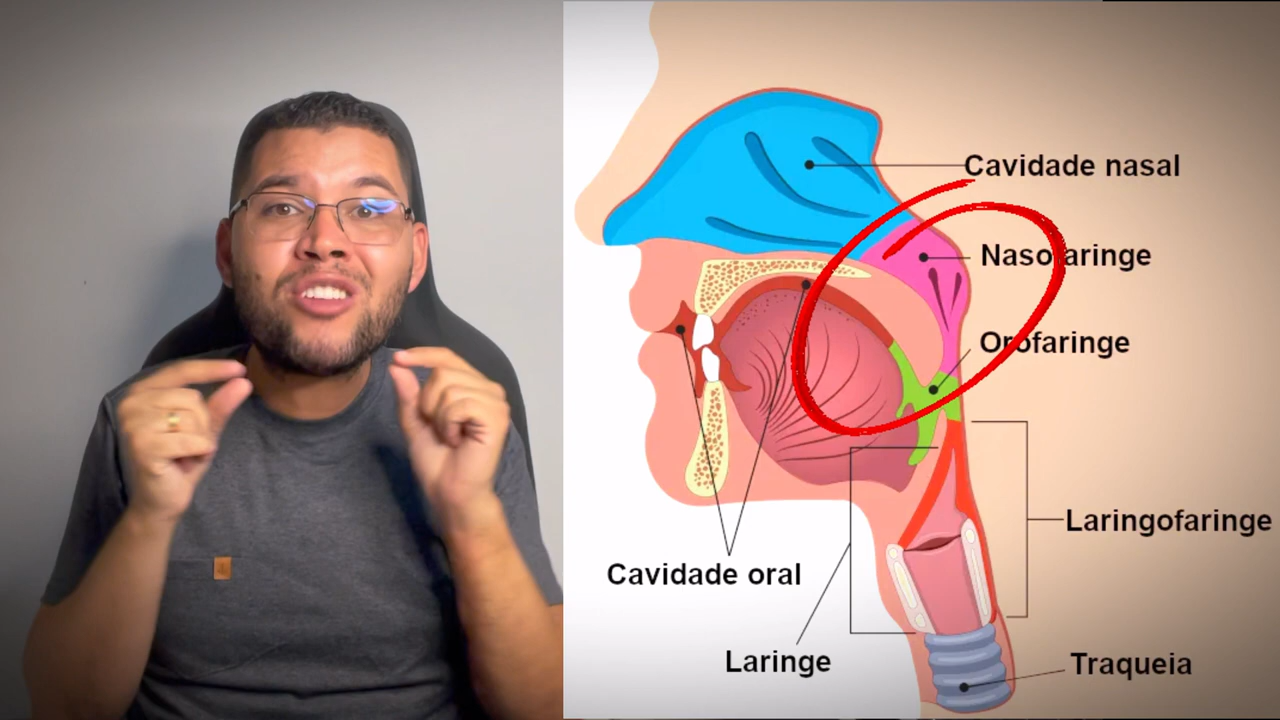 Cavidade nasal
Nasofaringe
Orofaringe
Laringofaringe
Cavidade oral
Laringe
Traqueia